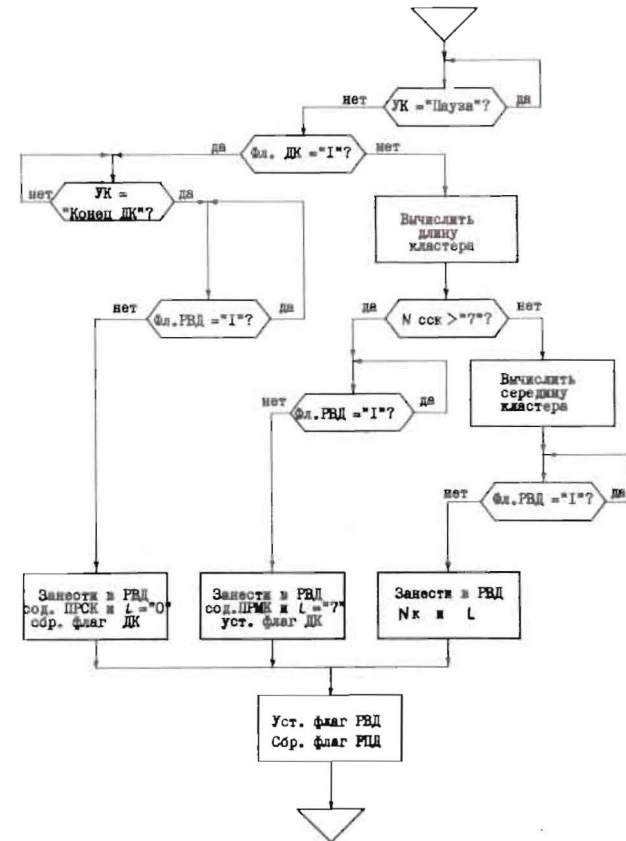 УК = "Пауза"?
нет
да
Фл. ДК = "I"?
да
нет
УК =
"Конец ДК"?
нет
да
Вычислить
длину
кластера
Фл.РВД = "I"?
нет
да
N сск > "7"?
да
нет
Вычислить
середину
кластера
Фл.РВД = "I"?
нет
да
Фл.РВД = "I"?
нет
да
Занести в РВД
сод. ПРСК и L = "0"
сбр. флаг ДК
Занести в РВД
сод.ПРМК и L = "7"
уст. флаг ДК
Занести в РВД
Nк и L
Уст. флаг РВД
Сбр. флаг РПД